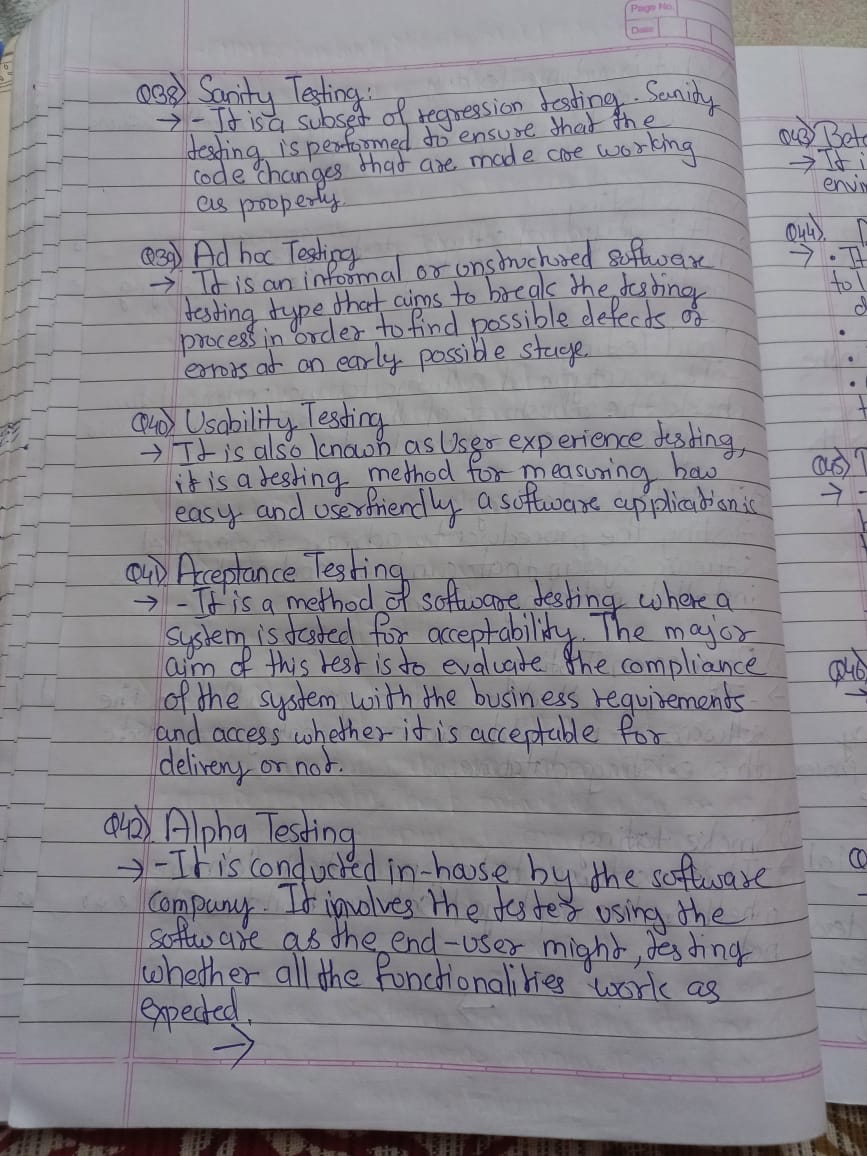 Page No.
Date
Q38) Sanity Testing:
→ - It is a subset of regression testing. Sanity
testing is performed to ensure that the
code changes that are made are working
as properly.
Q39) Ad hoc Testing
→ It is an informal or unstructured software
testing type that aims to break the testing
process in order to find possible defects or
errors at an early possible stage.
Q40) Usability Testing
→ It is also known as User experience testing,
it is a testing method for measuring how
easy and userfriendly a software application is
Q41) Acceptance Testing
→ - It is a method of software testing where a
system is tested for acceptability. The major
aim of this test is to evaluate the compliance
of the system with the business requirements
and access whether it is acceptable for
delivery or not.
Q42). Alpha Testing
→ - It is conducted in-house by the software
company. It involves the tester using the
software as the end-user might, testing
whether all the functionalities work as
expected.
→
Q43) Bet
→ It i
envir
Q44).
→ • It
to
Q45)
→
Q46)